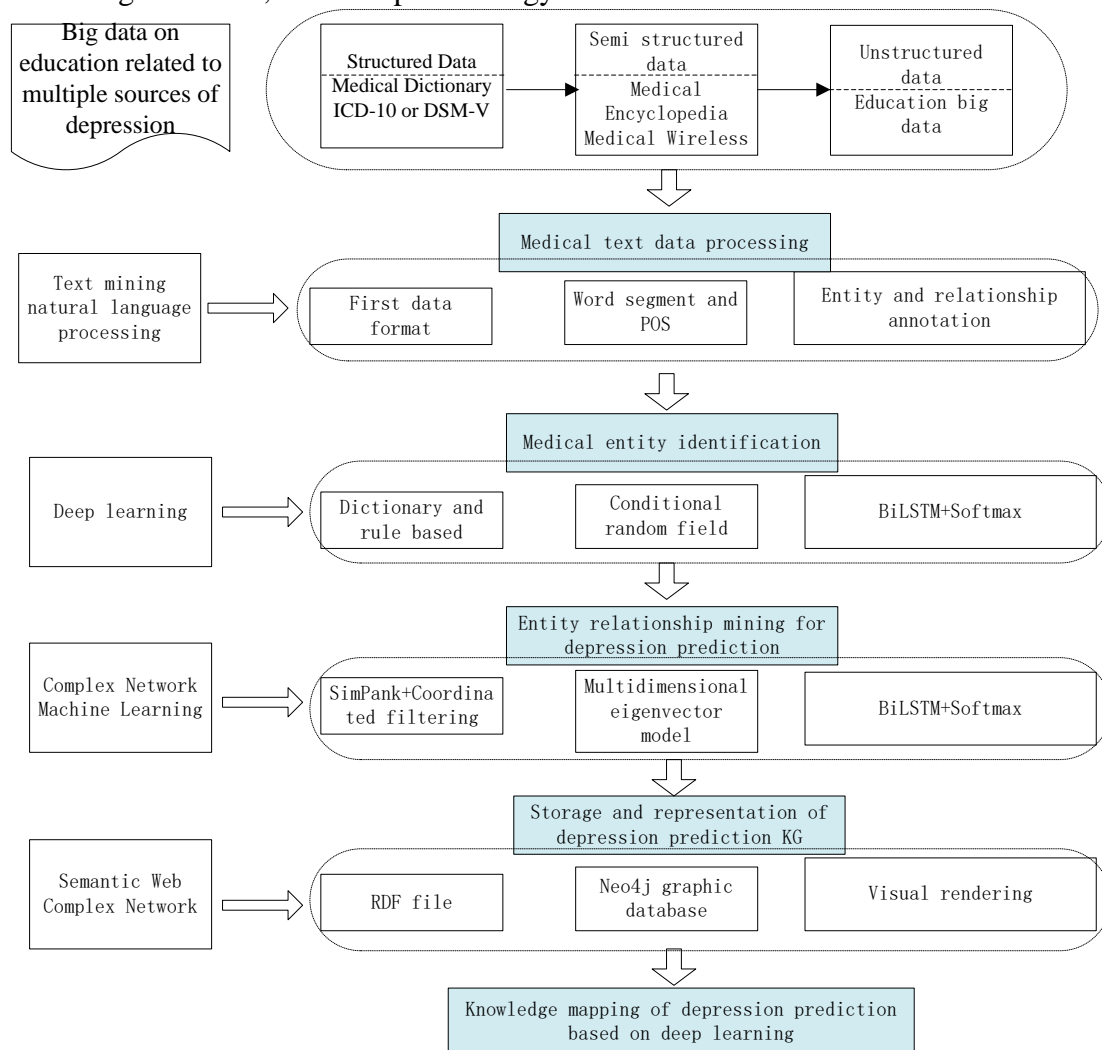 Big data on
education related to
multiple sources of
depression
Structured Data
Medical Dictionary
ICD-10 or DSM-V
Semi structured
data
Medical
Encyclopedia
Medical Wireless
Unstructured
data
Education big
data
Medical text data processing
Text mining
natural language
processing
First data
format
Word segment and
POS
Entity and relationship
annotation
Medical entity identification
Deep learning
Dictionary and
rule based
Conditional
random field
BiLSTM+Softmax
Entity relationship mining for
depression prediction
Complex Network
Machine Learning
SimPank+Coordina
ted filtering
Multidimensional
eigenvector
model
BiLSTM+Softmax
Storage and representation of
depression prediction KG
Semantic Web
Complex Network
RDF file
Neo4j graphic
database
Visual rendering
Knowledge mapping of depression prediction
based on deep learning